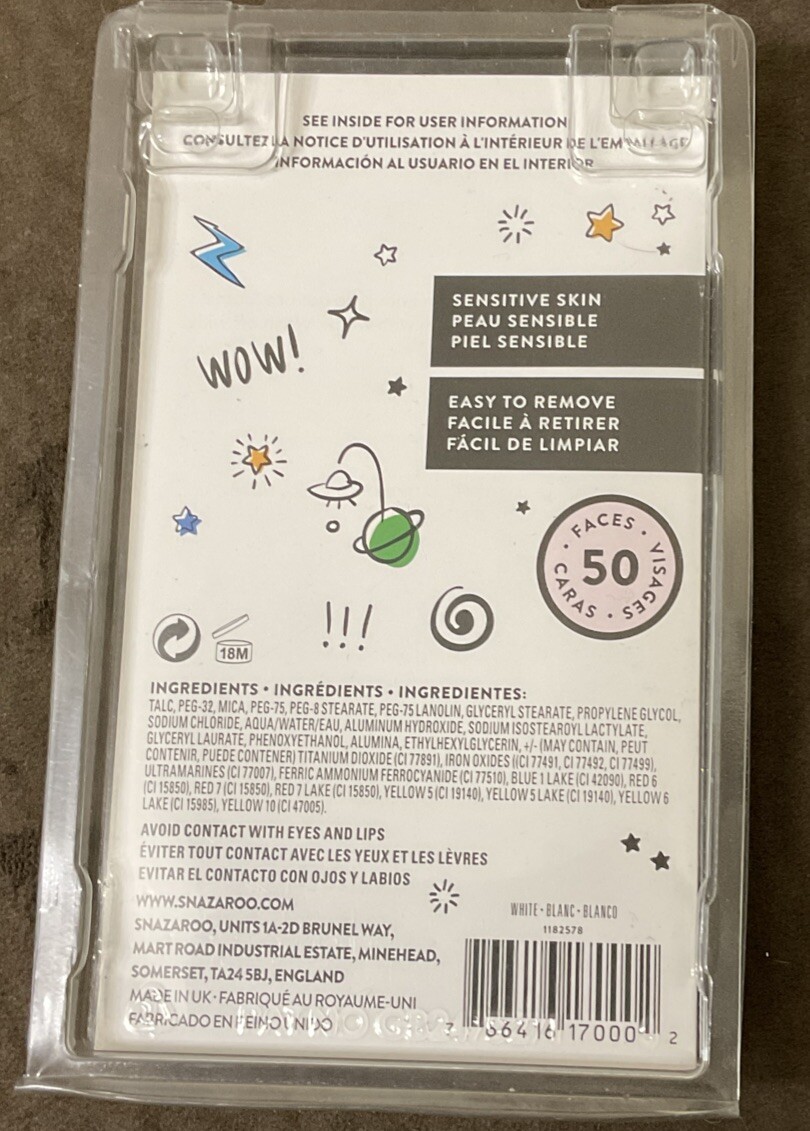 SEE INSIDE FOR USER INFORMATION
CONSULTEZ LA NOTICE D'UTILISATION À L'INTÉRIEUR DE L'EMBALLAGE
INFORMACIÓN AL USUARIO EN EL INTERIOR
SENSITIVE SKIN
PEAU SENSIBLE
PIEL SENSIBLE
WOW!
EASY TO REMOVE
FACILE À RETIRER
FÁCIL DE LIMPIAR
FACES • VISAGES • CARAS •
50
!!!
18M
INGREDIENTS • INGRÉDIENTS • INGREDIENTES:
TALC, PEG-32, MICA, PEG-75, PEG-8 STEARATE, PEG-75 LANOLIN, GLYCERYL STEARATE, PROPYLENE GLYCOL,
SODIUM CHLORIDE, AQUA/WATER/EAU, ALUMINUM HYDROXIDE, SODIUM ISOSTEAROYL LACTYLATE,
GLYCERYL LAURATE, PHENOXYETHANOL, ALUMINA, ETHYLHEXYLGLYCERIN, +/- (MAY CONTAIN, PEUT
CONTENIR, PUEDE CONTENER) TITANIUM DIOXIDE (CI 77891), IRON OXIDES ((CI 77491, CI 77492, CI 77499),
ULTRAMARINES (CI 77007), FERRIC AMMONIUM FERROCYANIDE (CI 77510), BLUE 1 LAKE (CI 42090), RED 6
(CI 15850), RED 7 (CI 15850), RED 7 LAKE (CI 15850), YELLOW 5 (CI 19140), YELLOW 5 LAKE (CI 19140), YELLOW 6
LAKE (CI 15985), YELLOW 10 (CI 47005).
AVOID CONTACT WITH EYES AND LIPS
ÉVITER TOUT CONTACT AVEC LES YEUX ET LES LÈVRES
EVITAR EL CONTACTO CON OJOS Y LABIOS
WWW.SNAZAROO.COM
SNAZAROO, UNITS 1A-2D BRUNEL WAY,
MART ROAD INDUSTRIAL ESTATE, MINEHEAD,
SOMERSET, TA24 5BJ, ENGLAND
MADE IN UK • FABRIQUÉ AU ROYAUME-UNI
FABRICADO EN REINO UNIDO
WHITE • BLANC • BLANCO
1182578
7 66416 17000 2